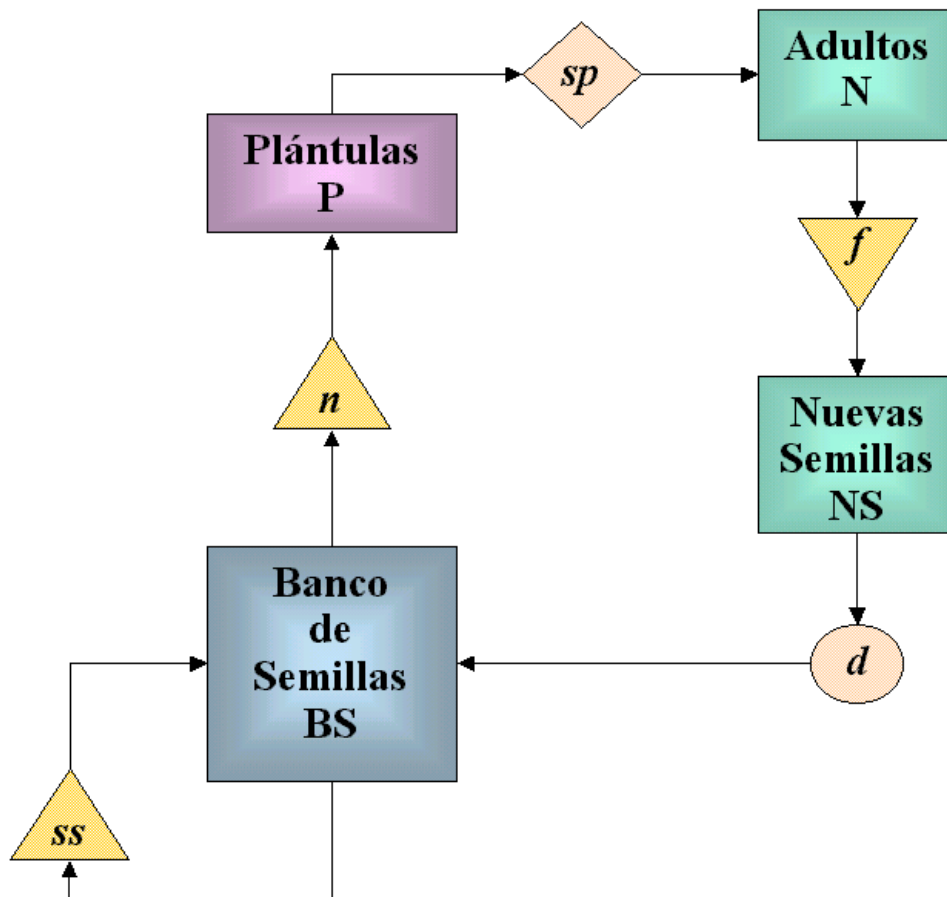 sp
Adultos
N
Plántulas
P
f
n
Nuevas
Semillas
NS
Banco
de
Semillas
BS
d
ss